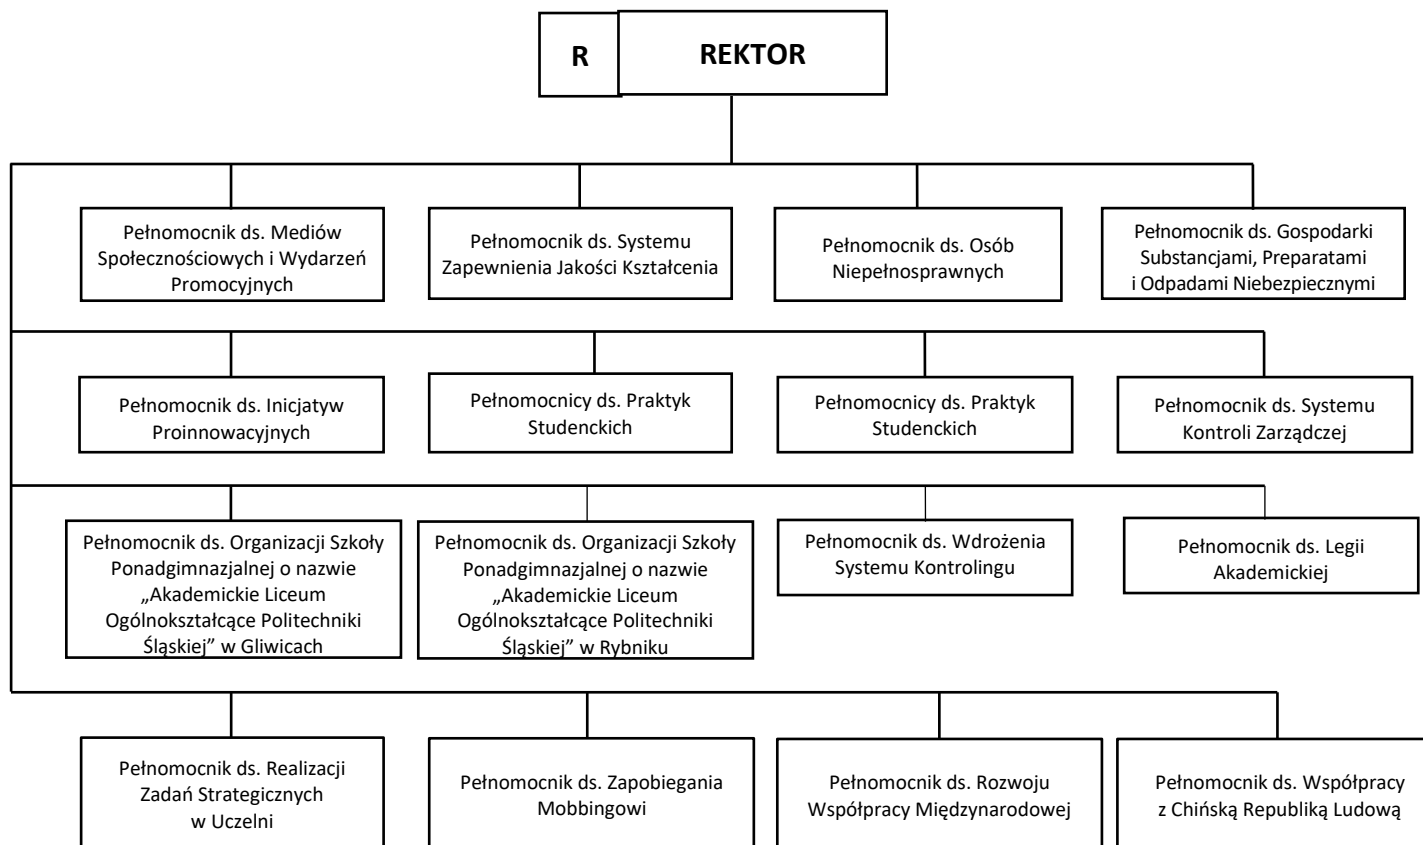 R
REKTOR
Pełnomocnik ds. Mediów
Społecznościowych i Wydarzeń
Promocyjnych
Pełnomocnik ds. Systemu
Zapewnienia Jakości Kształcenia
Pełnomocnik ds. Osób
Niepełnosprawnych
Pełnomocnik ds. Gospodarki
Substancjami, Preparatami
i Odpadami Niebezpiecznymi
Pełnomocnik ds. Inicjatyw
Proinnowacyjnych
Pełnomocnicy ds. Praktyk
Studenckich
Pełnomocnicy ds. Praktyk
Studenckich
Pełnomocnik ds. Systemu
Kontroli Zarządczej
Pełnomocnik ds. Organizacji Szkoły
Ponadgimnazjalnej o nazwie
„Akademickie Liceum
Ogólnokształcące Politechniki
Śląskiej” w Gliwicach
Pełnomocnik ds. Organizacji Szkoły
Ponadgimnazjalnej o nazwie
„Akademickie Liceum
Ogólnokształcące Politechniki
Śląskiej” w Rybniku
Pełnomocnik ds. Wdrożenia
Systemu Kontrolingu
Pełnomocnik ds. Legii
Akademickiej
Pełnomocnik ds. Realizacji
Zadań Strategicznych
w Uczelni
Pełnomocnik ds. Zapobiegania
Mobbingowi
Pełnomocnik ds. Rozwoju
Współpracy Międzynarodowej
Pełnomocnik ds. Współpracy
z Chińską Republiką Ludową